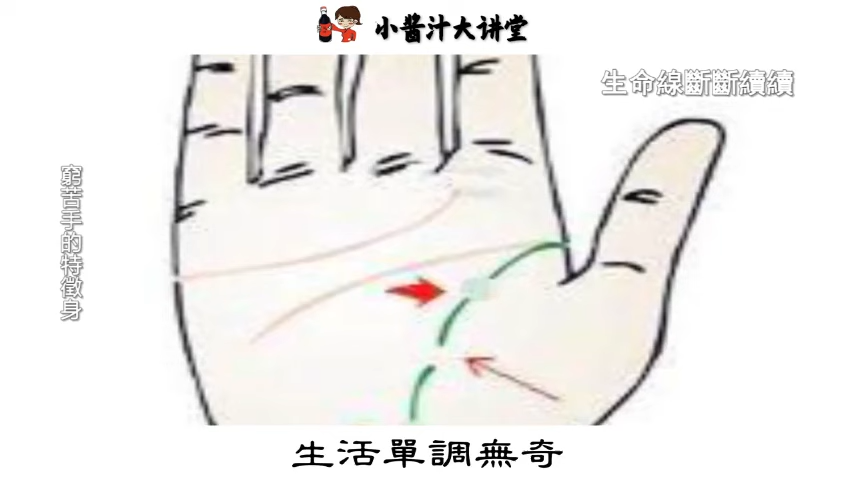 小酱汁大讲堂
生命線斷斷續續
窮苦手的特徵身
生活單調無奇